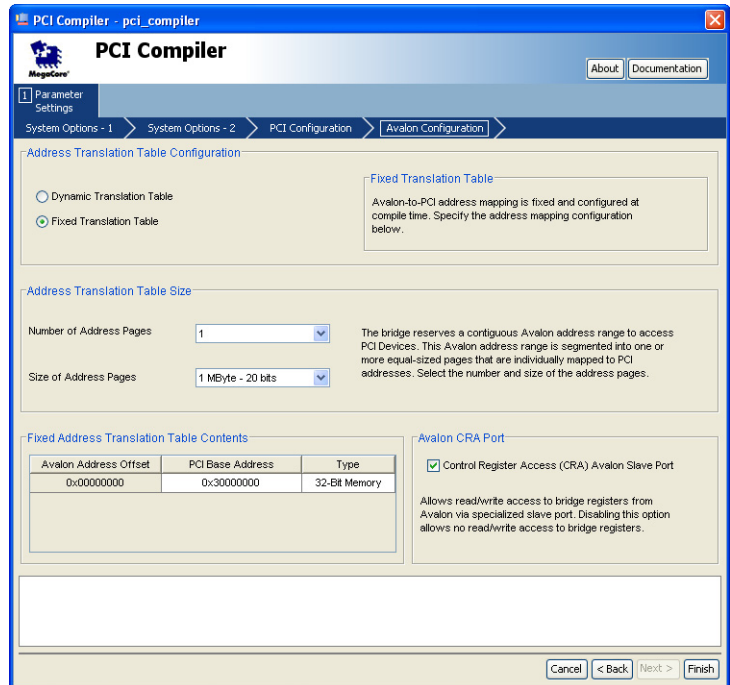 PCI Compiler - pci_compiler
MegaCore'
PCI Compiler
About
Documentation
1 Parameter
Settings
System Options - 1
System Options - 2
PCI Configuration
Avalon Configuration
Address Translation Table Configuration
Dynamic Translation Table
Fixed Translation Table
Fixed Translation Table
Avalon-to-PCI address mapping is fixed and configured at
compile time. Specify the address mapping configuration
below.
Address Translation Table Size
Number of Address Pages
1
Size of Address Pages
1 MByte - 20 bits
The bridge reserves a contiguous Avalon address range to access
PCI Devices. This Avalon address range is segmented into one or
more equal-sized pages that are individually mapped to PCI
addresses. Select the number and size of the address pages.
Fixed Address Translation Table Contents
Avalon Address Offset PCI Base Address Type
0x00000000 0x30000000 32-Bit Memory
Avalon CRA Port
Control Register Access (CRA) Avalon Slave Port
Allows read/write access to bridge registers from
Avalon via specialized slave port. Disabling this option
allows no read/write access to bridge registers.
Cancel
< Back
Next >
Finish